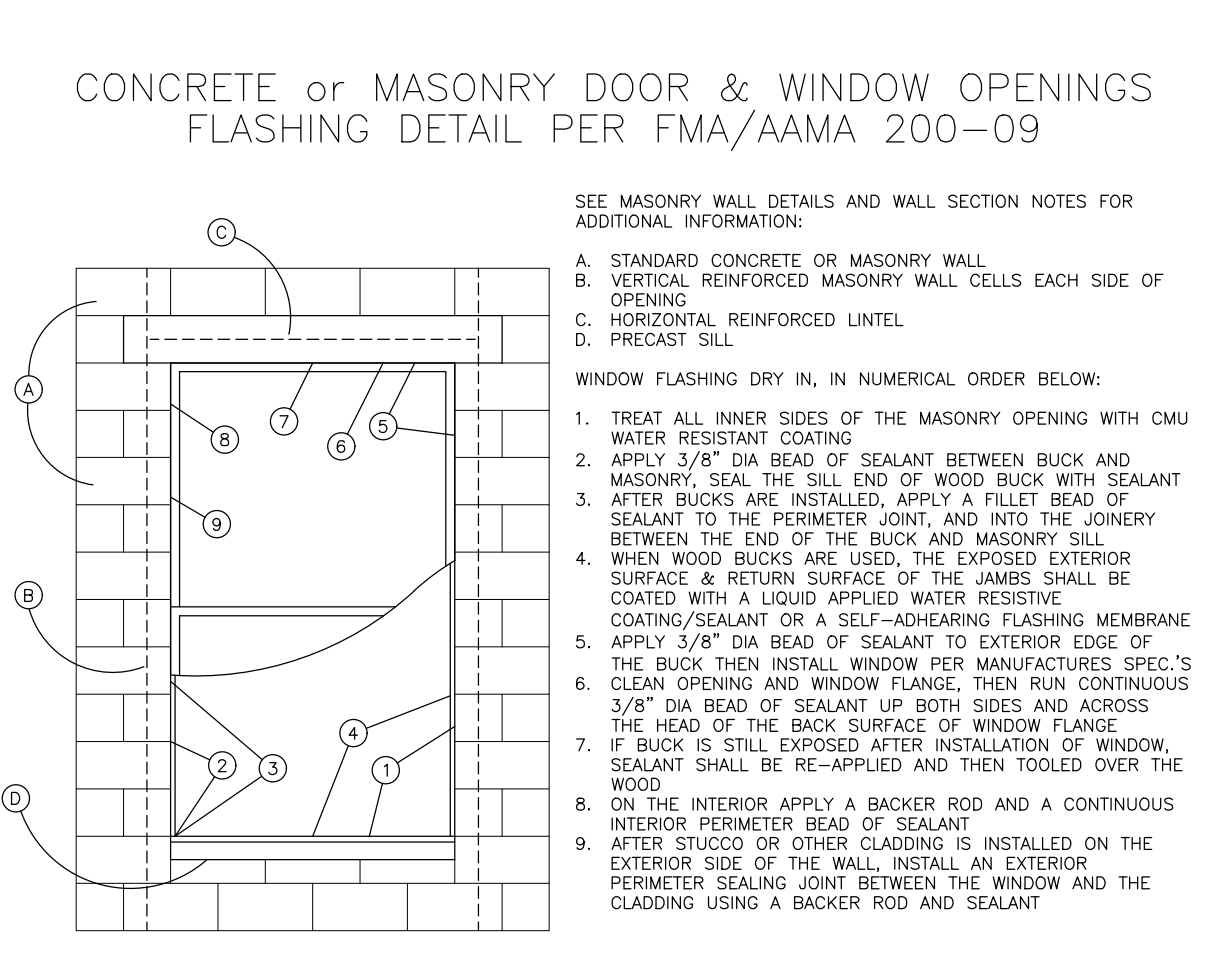 CONCRETE or MASONRY DOOR & WINDOW OPENINGS
FLASHING DETAIL PER FMA/AAMA 200-09
SEE MASONRY WALL DETAILS AND WALL SECTION NOTES FOR
ADDITIONAL INFORMATION:
A. STANDARD CONCRETE OR MASONRY WALL
B. VERTICAL REINFORCED MASONRY WALL CELLS EACH SIDE OF
OPENING
C. HORIZONTAL REINFORCED LINTEL
D. PRECAST SILL
WINDOW FLASHING DRY IN, IN NUMERICAL ORDER BELOW:
1. TREAT ALL INNER SIDES OF THE MASONRY OPENING WITH CMU
WATER RESISTANT COATING
2. APPLY 3/8" DIA BEAD OF SEALANT BETWEEN BUCK AND
MASONRY, SEAL THE SILL END OF WOOD BUCK WITH SEALANT
3. AFTER BUCKS ARE INSTALLED, APPLY A FILLET BEAD OF
SEALANT TO THE PERIMETER JOINT, AND INTO THE JOINERY
BETWEEN THE END OF THE BUCK AND MASONRY SILL
4. WHEN WOOD BUCKS ARE USED, THE EXPOSED EXTERIOR
SURFACE & RETURN SURFACE OF THE JAMBS SHALL BE
COATED WITH A LIQUID APPLIED WATER RESISTIVE
COATING/SEALANT OR A SELF-ADHEARING FLASHING MEMBRANE
5. APPLY 3/8" DIA BEAD OF SEALANT TO EXTERIOR EDGE OF
THE BUCK THEN INSTALL WINDOW PER MANUFACTURES SPEC.'S
6. CLEAN OPENING AND WINDOW FLANGE, THEN RUN CONTINUOUS
3/8" DIA BEAD OF SEALANT UP BOTH SIDES AND ACROSS
THE HEAD OF THE BACK SURFACE OF WINDOW FLANGE
7. IF BUCK IS STILL EXPOSED AFTER INSTALLATION OF WINDOW,
SEALANT SHALL BE RE-APPLIED AND THEN TOOLED OVER THE
WOOD
8. ON THE INTERIOR APPLY A BACKER ROD AND A CONTINUOUS
INTERIOR PERIMETER BEAD OF SEALANT
9. AFTER STUCCO OR OTHER CLADDING IS INSTALLED ON THE
EXTERIOR SIDE OF THE WALL, INSTALL AN EXTERIOR
PERIMETER SEALING JOINT BETWEEN THE WINDOW AND THE
CLADDING USING A BACKER ROD AND SEALANT
C
A
7
5
8
6
9
B
4
2
3
1
D